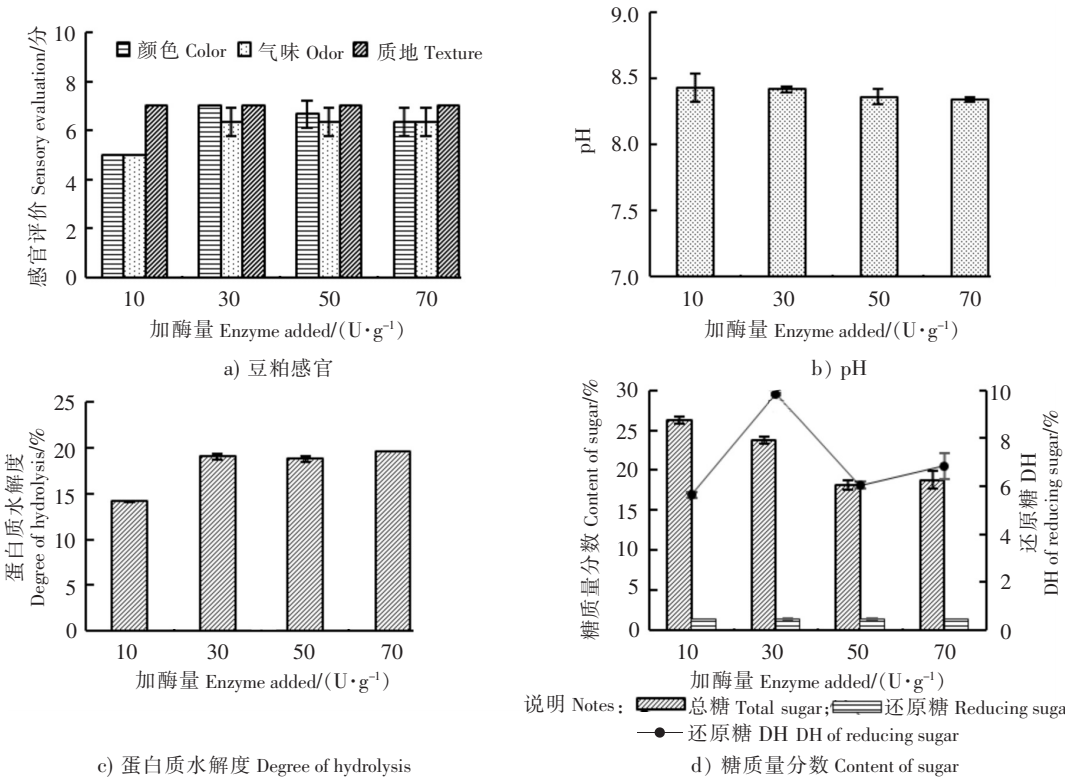 颜色 Color 气味 Odor 质地 Texture
感官评价 Sensory evaluation/分
10
8
6
4
2
0
10 30 50 70
加酶量 Enzyme added/(U·g⁻¹)
a) 豆粕感官
pH
9.0
8.5
8.0
7.5
7.0
10 30 50 70
加酶量 Enzyme added/(U·g⁻¹)
b) pH
蛋白质水解度
Degree of hydrolysis/%
25
20
15
10
5
0
10 30 50 70
加酶量 Enzyme added/(U·g⁻¹)
c) 蛋白质水解度 Degree of hydrolysis
糖质量分数 Content of sugar/%
30
25
20
15
10
5
0
10
8
6
4
2
0
还原糖 DH
DH of reducing sugar/%
10 30 50 70
加酶量 Enzyme added/(U·g⁻¹)
说明 Notes: 总糖 Total sugar; 还原糖 Reducing suga
还原糖 DH DH of reducing sugar
d) 糖质量分数 Content of sugar